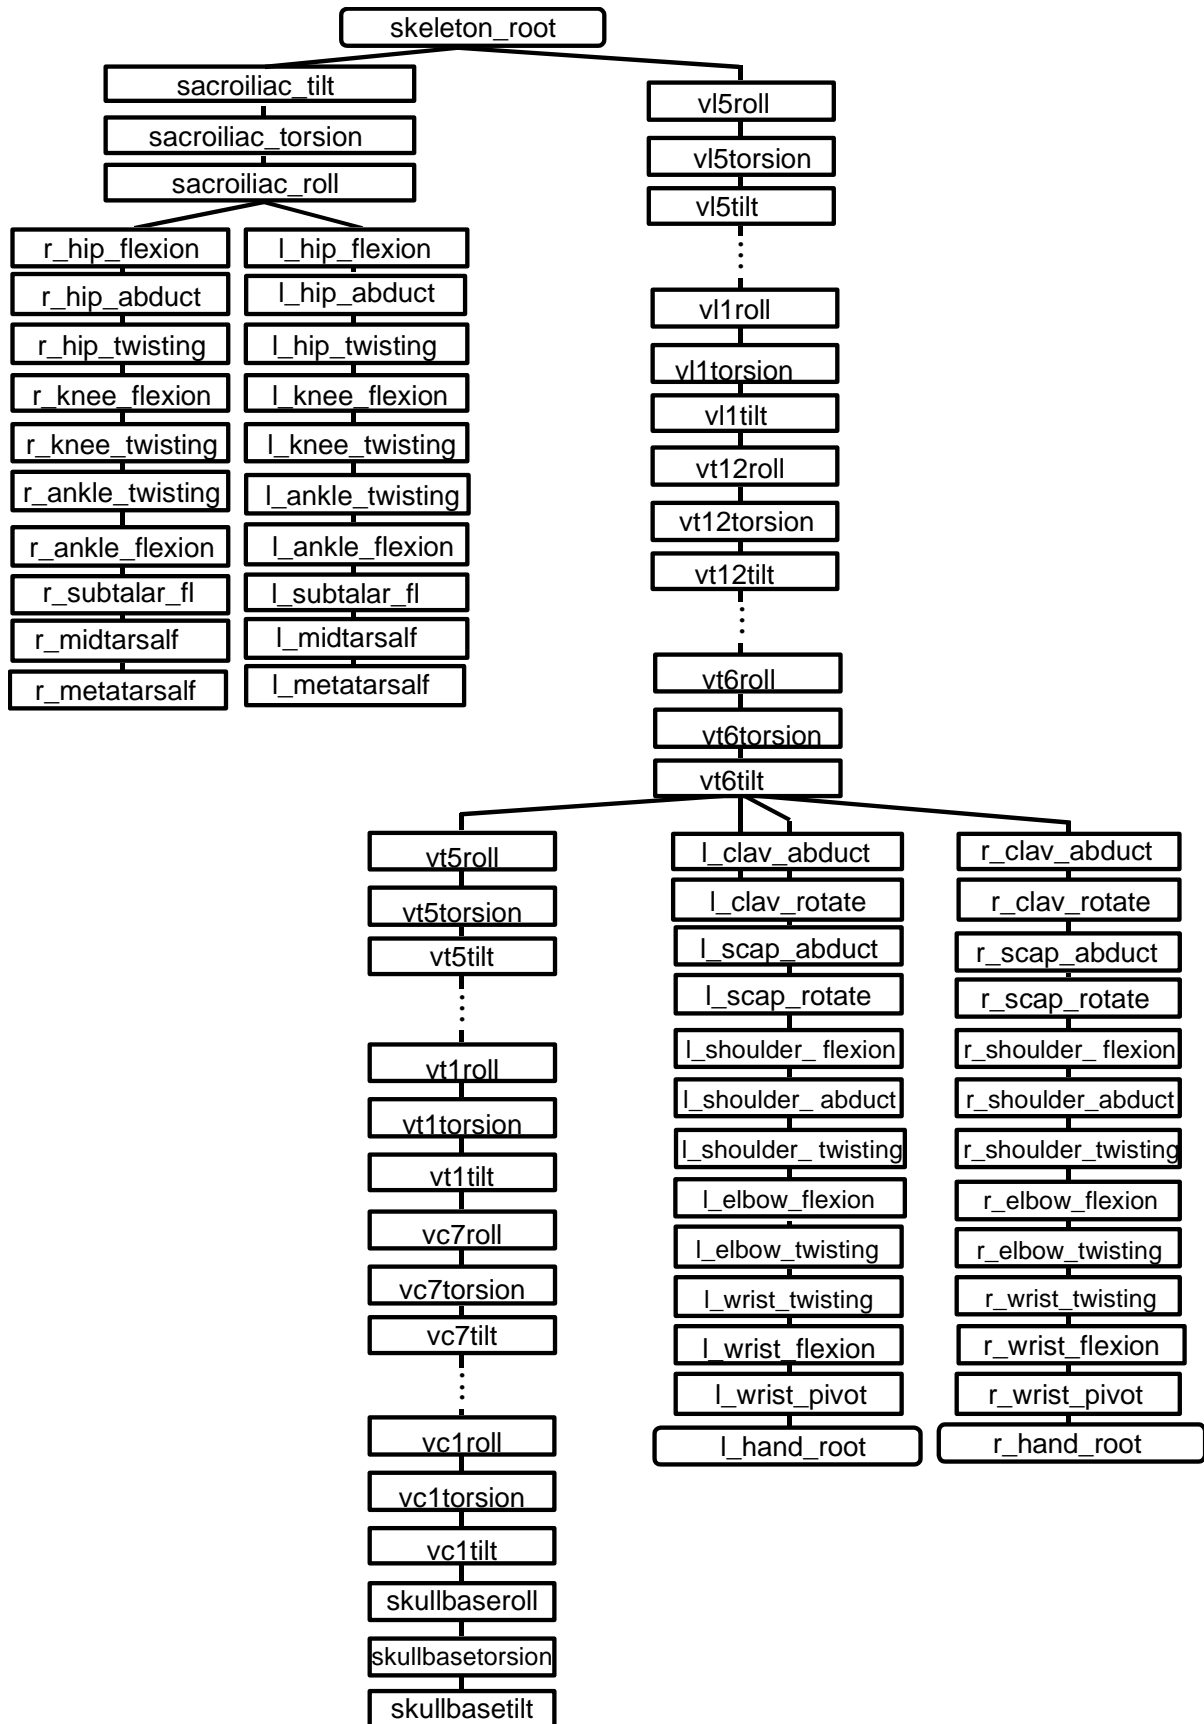 skeleton_root
sacroiliac_tilt
sacroiliac_torsion
sacroiliac_roll
r_hip_flexion
r_hip_abduct
r_hip_twisting
r_knee_flexion
r_knee_twisting
r_ankle_twisting
r_ankle_flexion
r_subtalar_fl
r_midtarsalf
r_metatarsalf
l_hip_flexion
l_hip_abduct
l_hip_twisting
l_knee_flexion
l_knee_twisting
l_ankle_twisting
l_ankle_flexion
l_subtalar_fl
l_midtarsalf
l_metatarsalf
vl5roll
vl5torsion
vl5tilt
vl1roll
vl1torsion
vl1tilt
vt12roll
vt12torsion
vt12tilt
vt6roll
vt6torsion
vt6tilt
vt5roll
vt5torsion
vt5tilt
vt1roll
vt1torsion
vt1tilt
vc7roll
vc7torsion
vc7tilt
vc1roll
vc1torsion
vc1tilt
skullbaseroll
skullbasetorsion
skullbasetilt
l_clav_abduct
l_clav_rotate
l_scap_abduct
l_scap_rotate
l_shoulder_ flexion
l_shoulder_ abduct
l_shoulder_ twisting
l_elbow_flexion
l_elbow_twisting
l_wrist_twisting
l_wrist_flexion
l_wrist_pivot
l_hand_root
r_clav_abduct
r_clav_rotate
r_scap_abduct
r_scap_rotate
r_shoulder_ flexion
r_shoulder_abduct
r_shoulder_twisting
r_elbow_flexion
r_elbow_twisting
r_wrist_twisting
r_wrist_flexion
r_wrist_pivot
r_hand_root